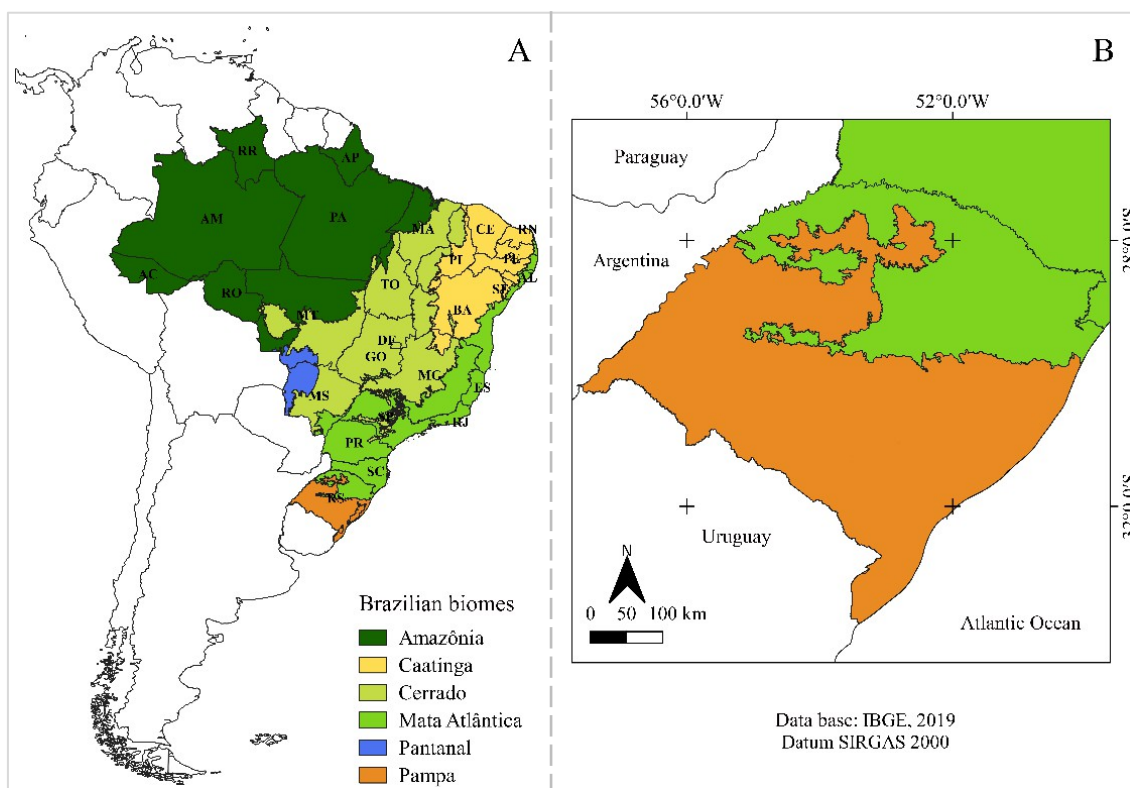 A
RR
AP
AM
PA
MA
CE
RN
PI
AC
AL
TO
SE
RO
BA
MT
DF
GO
MG
MS
ES
RJ
PR
SC
RS
Brazilian biomes
Amazônia
Caatinga
Cerrado
Mata Atlântica
Pantanal
Pampa
B
56°0.0'W
52°0.0'W
Paraguay
Argentina
Uruguay
N
0 50 100 km
Atlantic Ocean
Data base: IBGE, 2019
Datum SIRGAS 2000